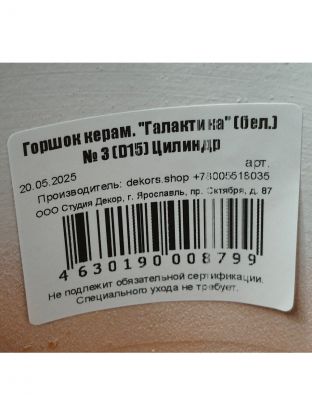 Горшок керам. "Галактика" (бел.)
№ 3 (D15) Цилиндр
арт.
20.05.2025
Производитель: dekors.shop +78005518035
ООО Студия Декор, г. Ярославль, пр. Октября, д. 87
4 630190 008799
Не подлежит обязательной сертификации.
Специального ухода не требует.